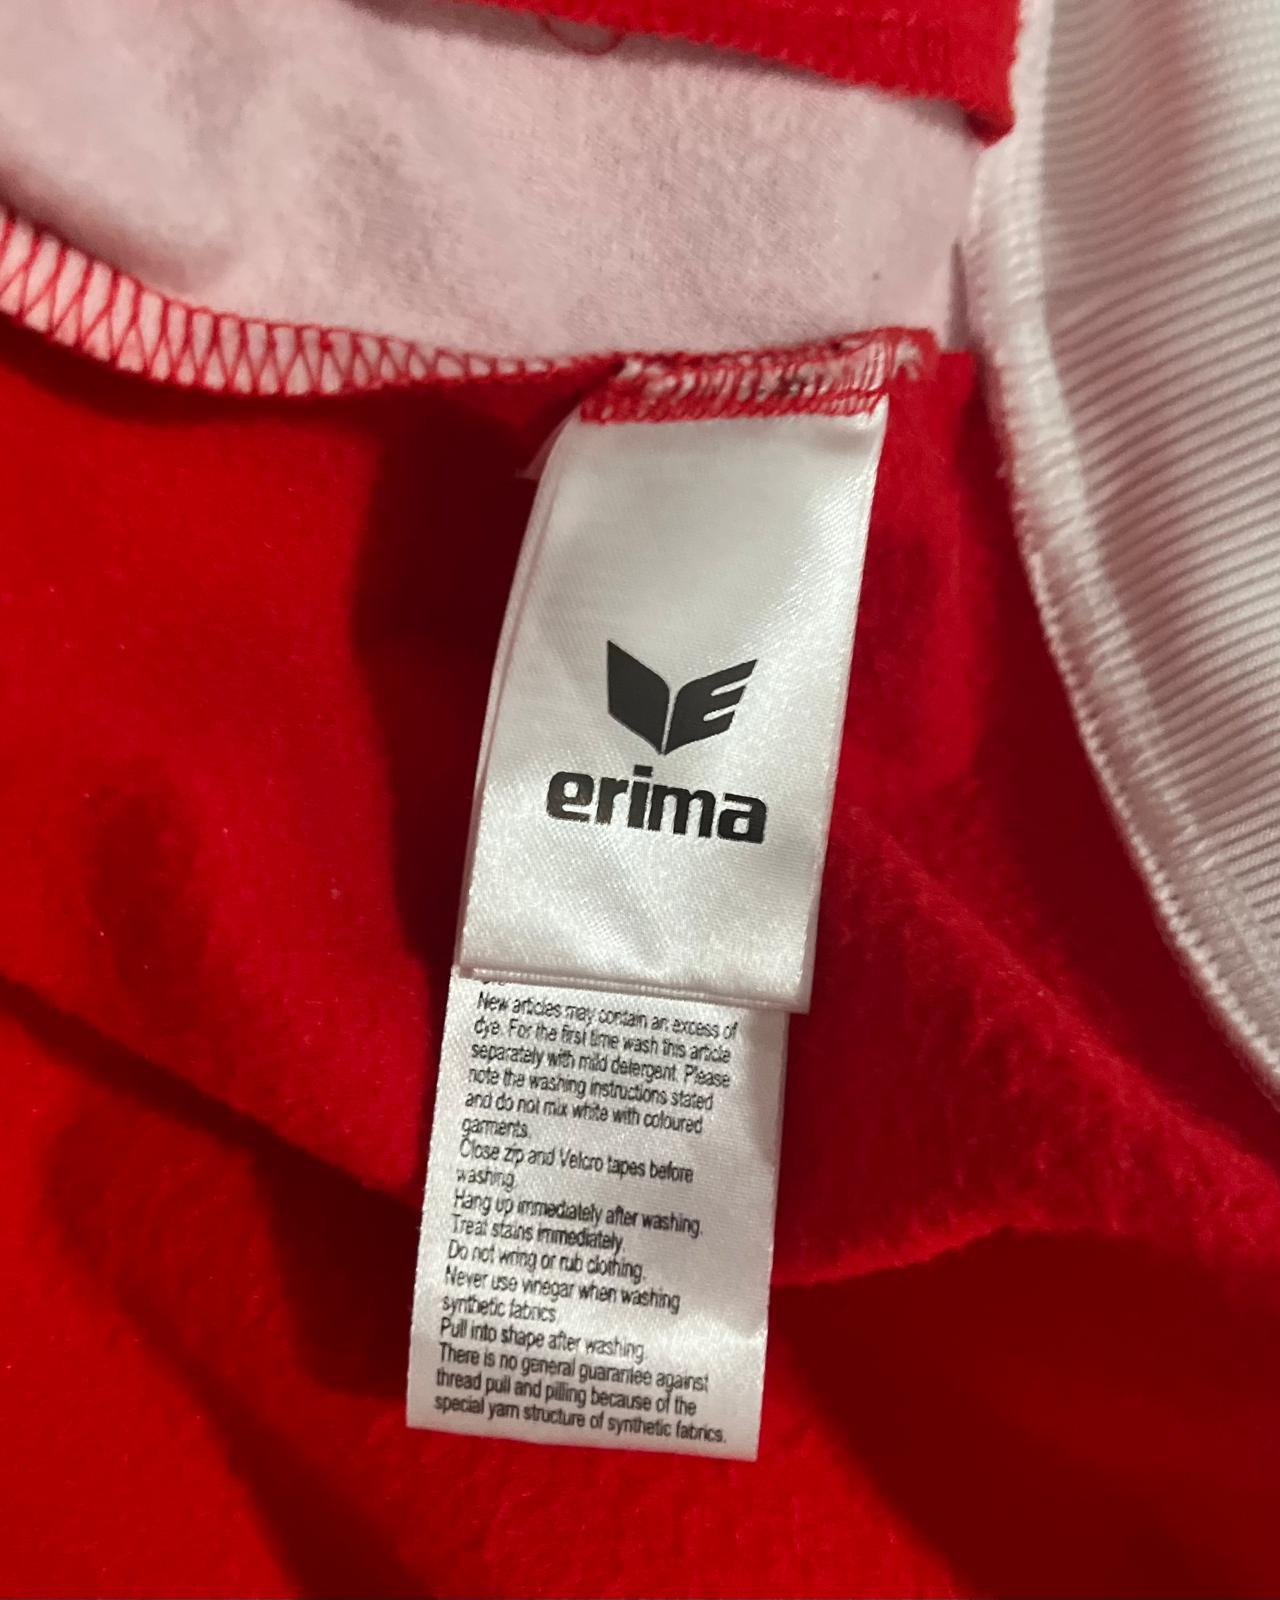 erima
New articles may contain an excess of
dye. For the first time wash this article
separately with mild detergent. Please
note the washing instructions stated
and do not mix white with coloured
garments.
Close zip and Velcro tapes before
washing.
Hang up immediately after washing.
Treat stains immediately.
Do not wring or rub clothing.
Never use vinegar when washing
synthetic fabrics.
Pull into shape after washing.
There is no general guarantee against
thread pull and pilling because of the
special yarn structure of synthetic fabrics.